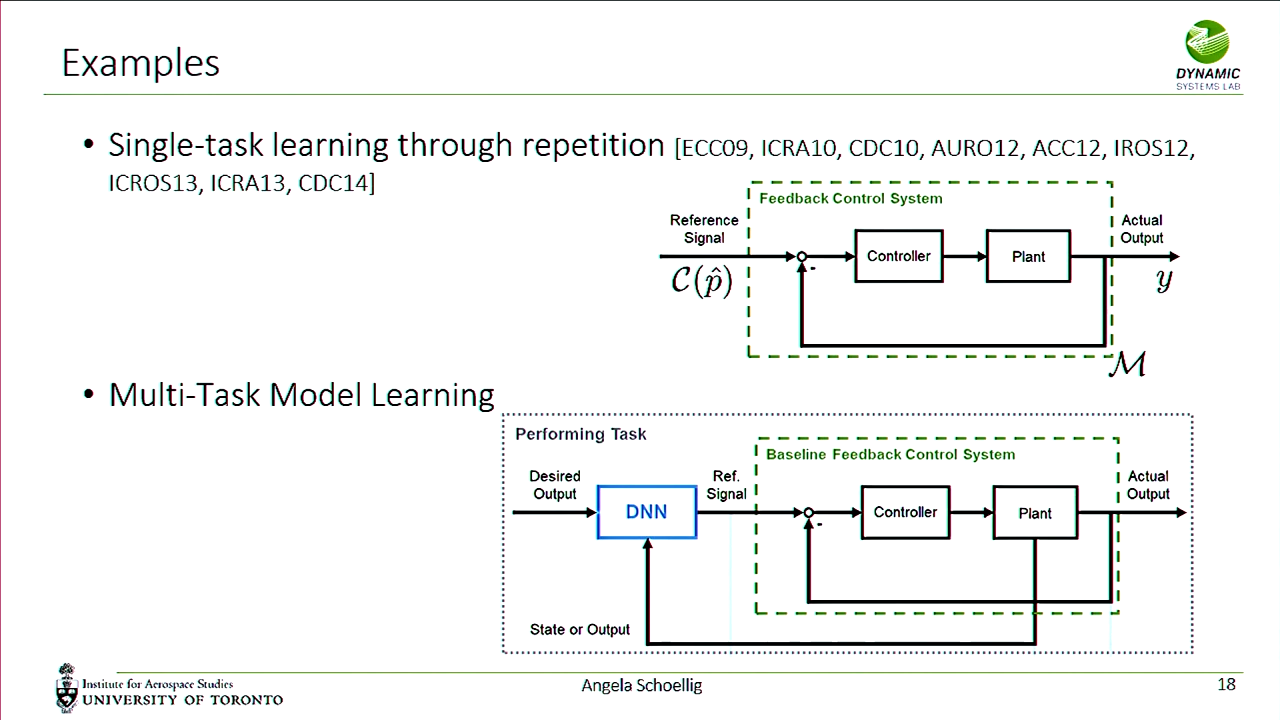 Examples
DYNAMIC
SYSTEMS LAB
• Single-task learning through repetition [ECC09, ICRA10, CDC10, AURO12, ACC12, IROS12,
ICROS13, ICRA13, CDC14]
Feedback Control System
Reference
Signal
Controller
Plant
Actual
Output
-
𝒞(p̂)
y
ℳ
• Multi-Task Model Learning
Performing Task
Baseline Feedback Control System
Desired
Output
DNN
Ref.
Signal
Controller
Plant
Actual
Output
-
State or Output
Institute for Aerospace Studies
UNIVERSITY OF TORONTO
Angela Schoellig
18